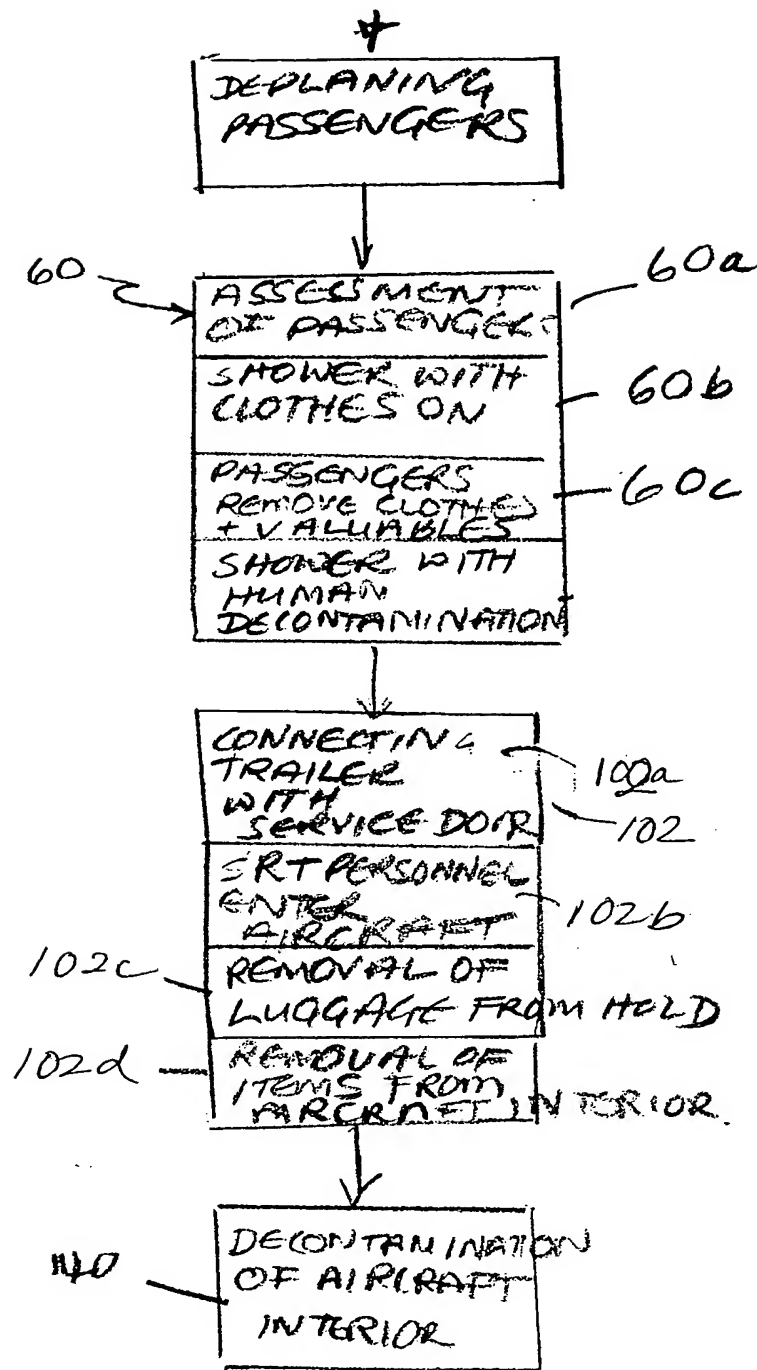 DEPLANING
PASSENGERS
60
60a
ASSESSMENT
OF PASSENGERS
SHOWER WITH
CLOTHES ON
60b
PASSENGERS
REMOVE CLOTHES
+ VALUABLES
60c
SHOWER WITH
HUMAN
DECONTAMINATION
CONNECTING
TRAILER
WITH
SERVICE DOOR
100a
102
SRT PERSONNEL
ENTER
AIRCRAFT
102b
102c
REMOVAL OF
LUGGAGE FROM HOLD
102d
REMOVAL OF
ITEMS FROM
AIRCRAFT INTERIOR.
DECONTAMINATION
OF AIRCRAFT
INTERIOR